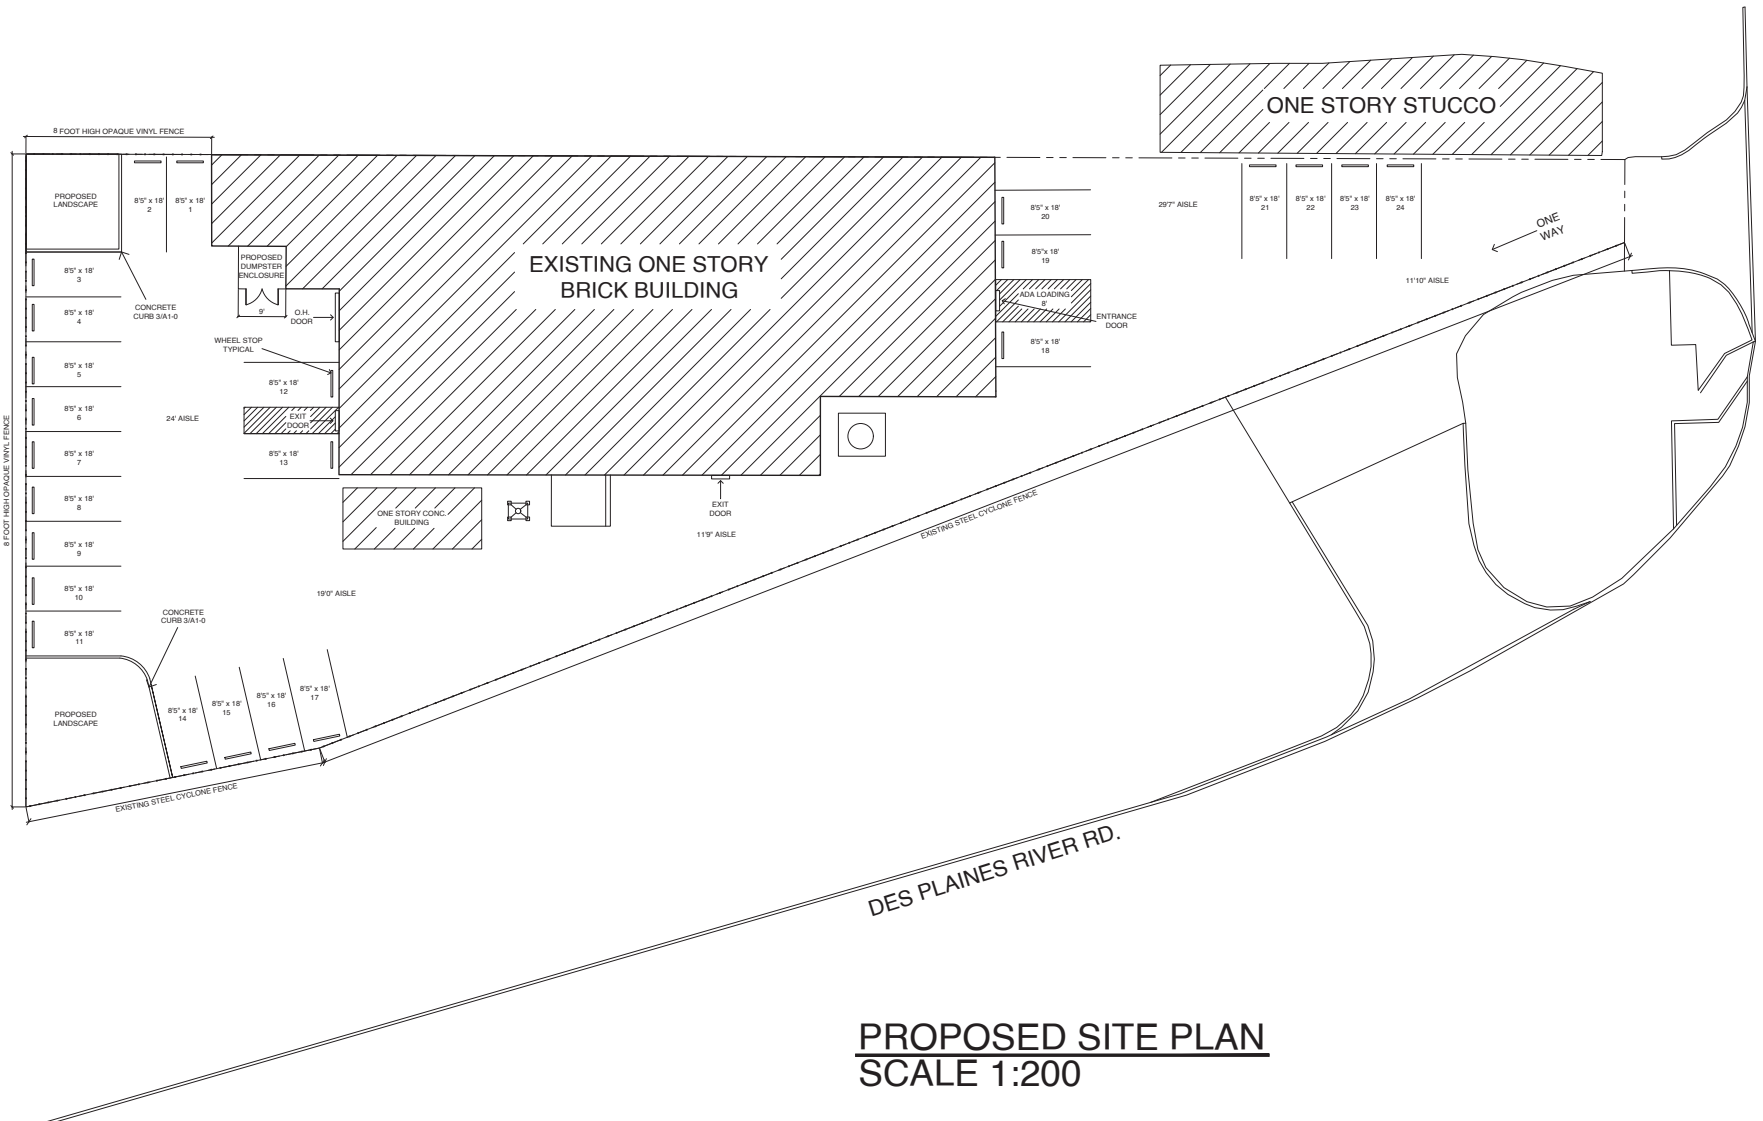 ONE STORY STUCCO
8 FOOT HIGH OPAQUE VINYL FENCE
PROPOSED
LANDSCAPE
8'5" x 18'
2
8'5" x 18'
1
8'5" x 18'
20
29'7" AISLE
8'5" x 18'
21
8'5" x 18'
22
8'5" x 18'
23
8'5" x 18'
24
ONE
WAY
8'5"x 18'
19
EXISTING ONE STORY
BRICK BUILDING
PROPOSED
DUMPSTER
ENCLOSURE
9'
8'5" x 18'
3
11'10" AISLE
ADA LOADING
8'
CONCRETE
CURB 3/A1-0
O.H.
DOOR
ENTRANCE
DOOR
8'5" x 18'
4
WHEEL STOP
TYPICAL
8'5" x 18'
18
8'5" x 18'
5
8'5" x 18'
12
8'5" x 18'
6
24' AISLE
EXIT
DOOR
8'5" x 18'
7
8'5" x 18'
13
8 FOOT HIGH OPAQUE VINYL FENCE
8'5" x 18'
8
ONE STORY CONC.
BUILDING
EXIT
DOOR
EXISTING STEEL CYCLONE FENCE
11'9" AISLE
8'5" x 18'
9
8'5" x 18'
10
19'0" AISLE
CONCRETE
CURB 3/A1-0
8'5" x 18'
11
PROPOSED
LANDSCAPE
8'5" x 18'
14
8'5" x 18'
15
8'5" x 18'
16
8'5" x 18'
17
EXISTING STEEL CYCLONE FENCE
DES PLAINES RIVER RD.
PROPOSED SITE PLAN
SCALE 1:200